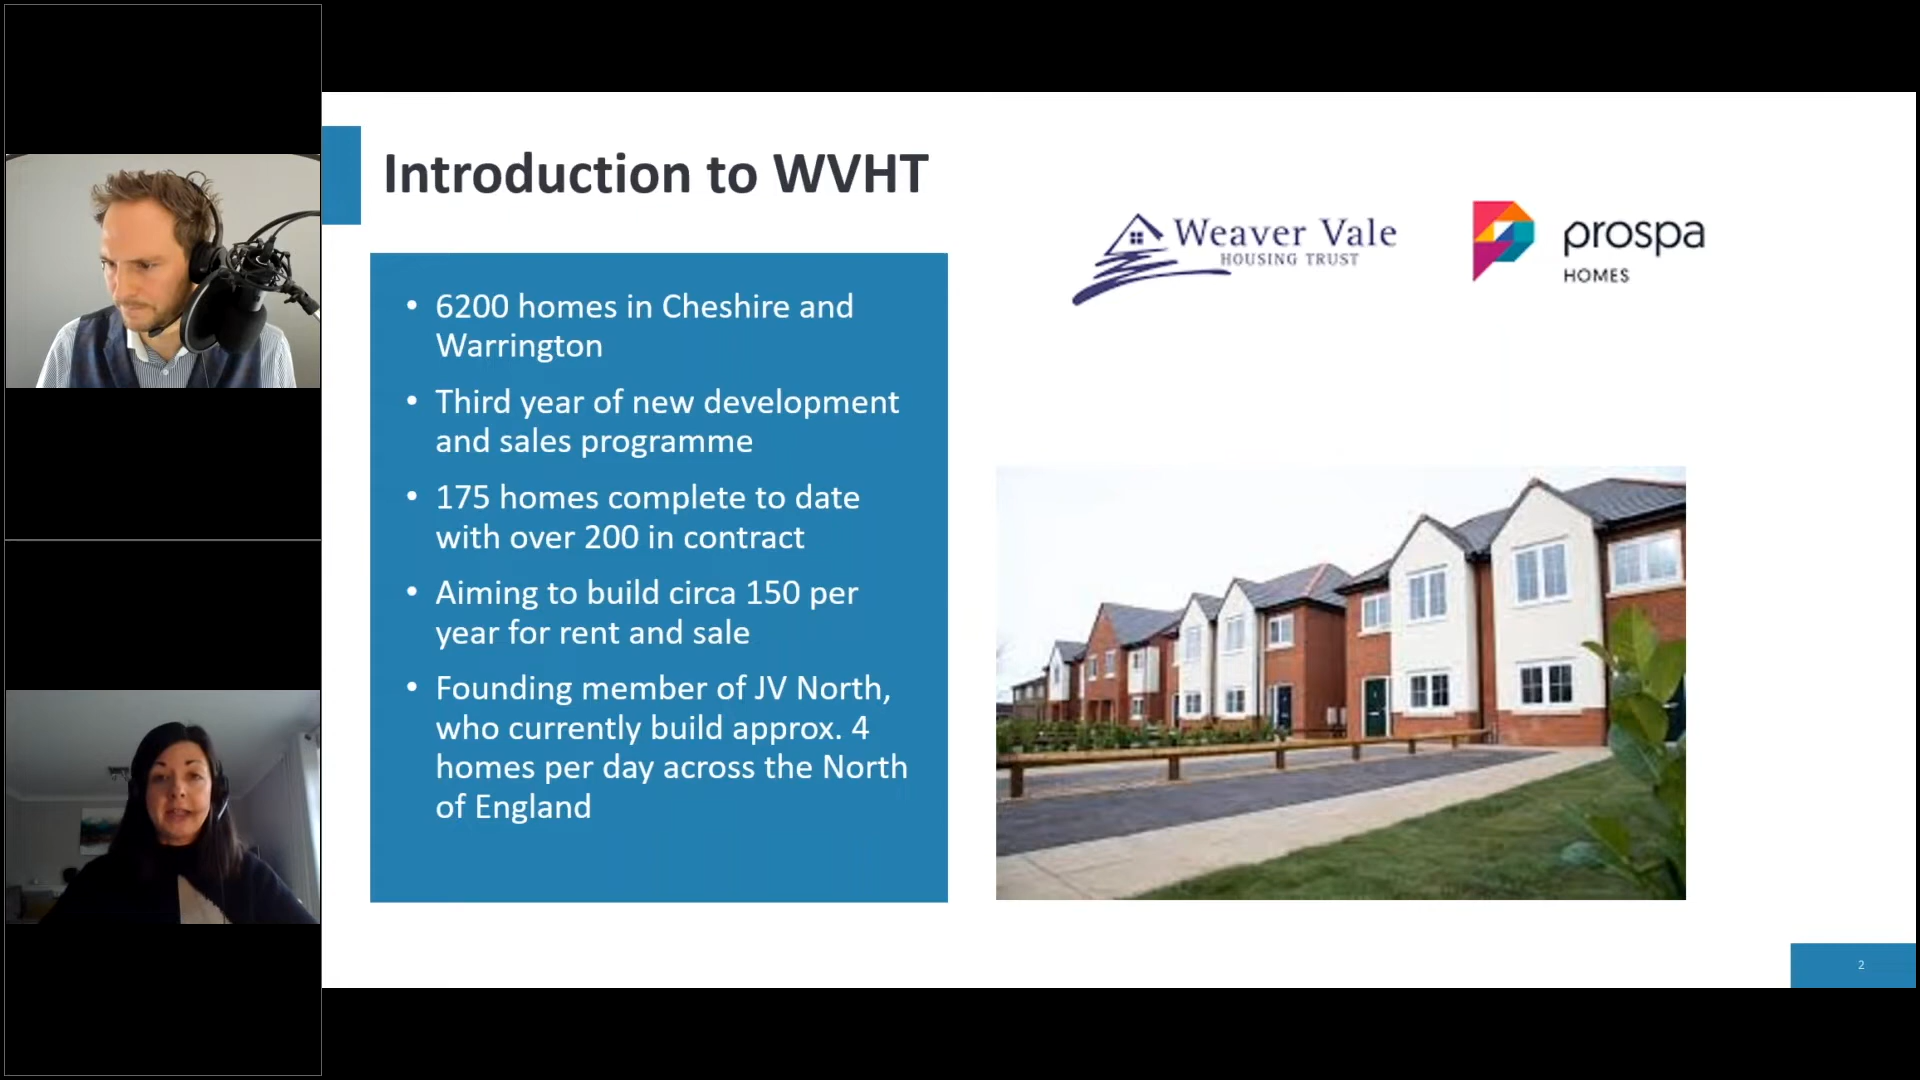 Introduction to WVHT
Weaver Vale
HOUSING TRUST
prospa
HOMES
• 6200 homes in Cheshire and
Warrington
• Third year of new development
and sales programme
• 175 homes complete to date
with over 200 in contract
• Aiming to build circa 150 per
year for rent and sale
• Founding member of JV North,
who currently build approx. 4
homes per day across the North
of England
2